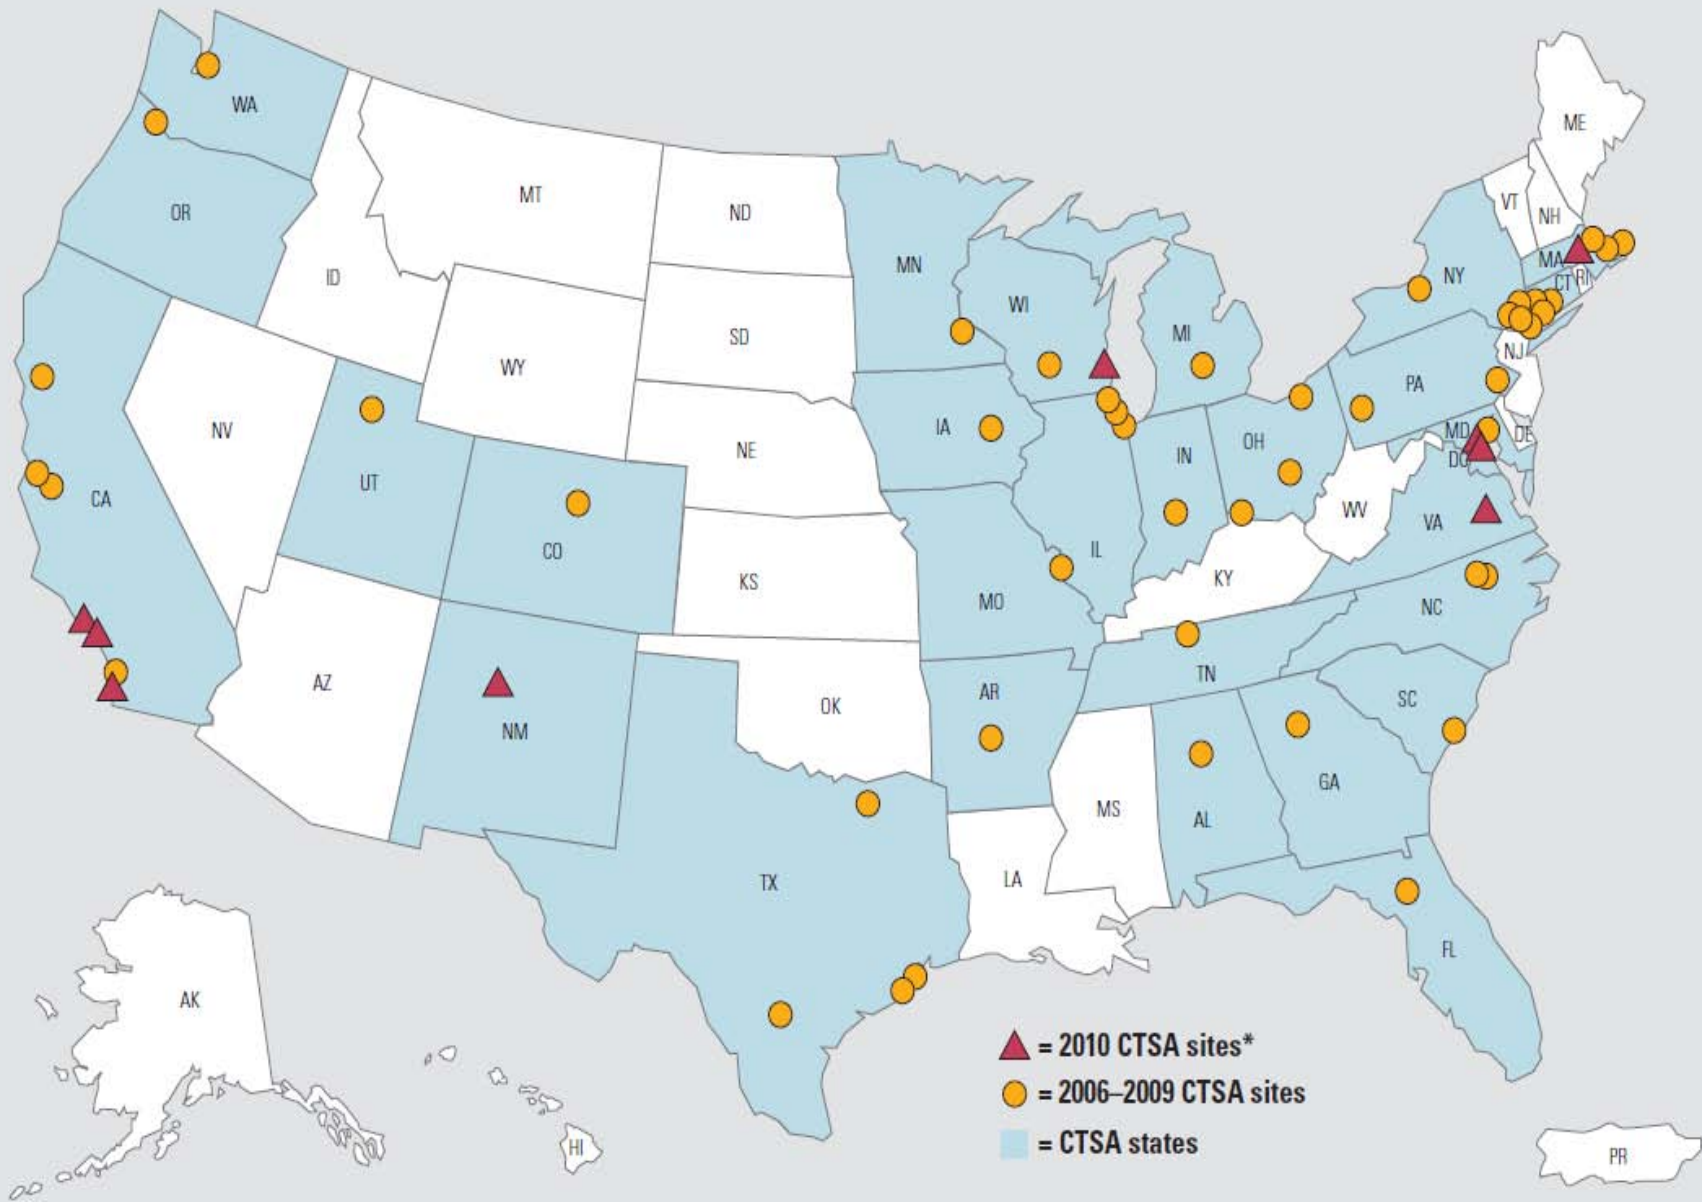 WA
ME
MT
VT
NH
OR
ND
MN
ID
MA
NY
CT
RI
WI
MI
SD
NJ
WY
PA
NV
IA
MD
DE
OH
NE
IN
DC
UT
CA
WV
VA
CO
IL
KS
KY
MO
NC
TN
AZ
AR
SC
OK
NM
GA
MS
AL
TX
LA
FL
AK
= 2010 CTSA sites*
= 2006–2009 CTSA sites
= CTSA states
HI
PR